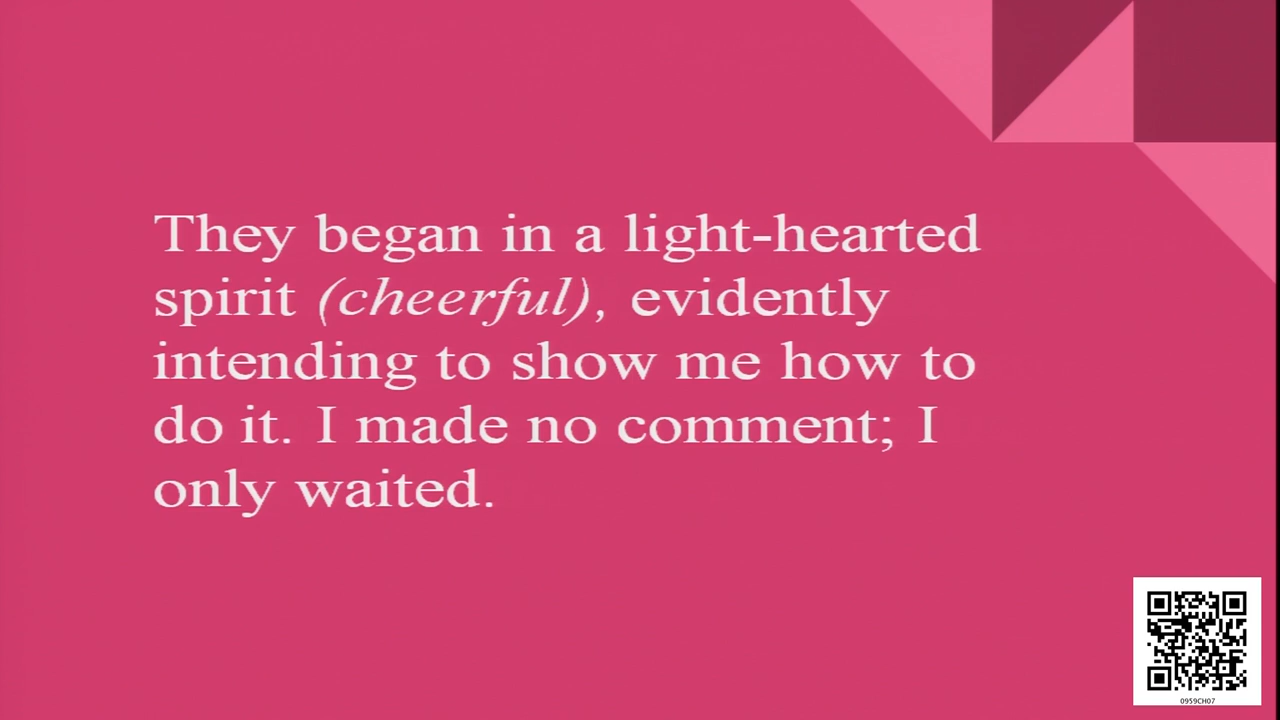 They began in a light-hearted
spirit (cheerful), evidently
intending to show me how to
do it. I made no comment; I
only waited.
0959CH07